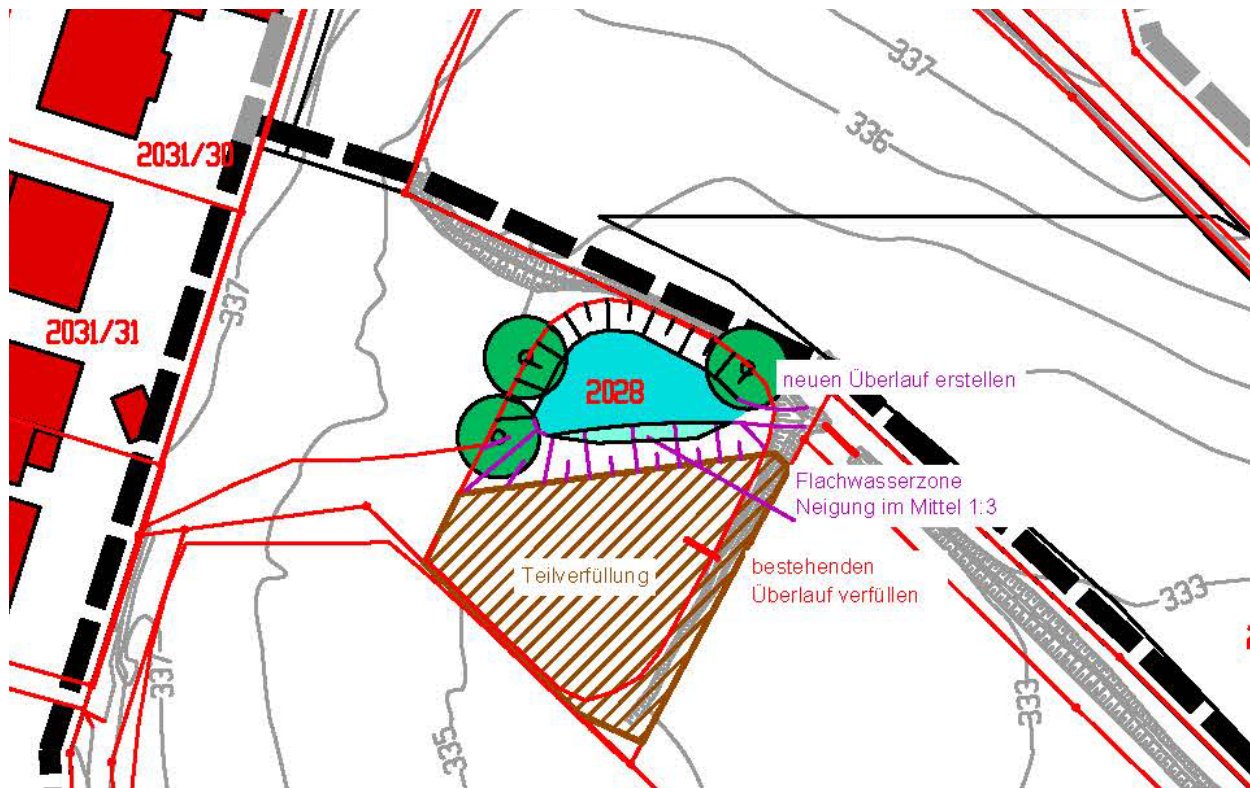 337
336
2031/30
337
2031/31
2028
neuen Überlauf erstellen
Flachwasserzone
Neigung im Mittel 1:3
Teilverfüllung
bestehenden
Überlauf verfüllen
333
337
335
333